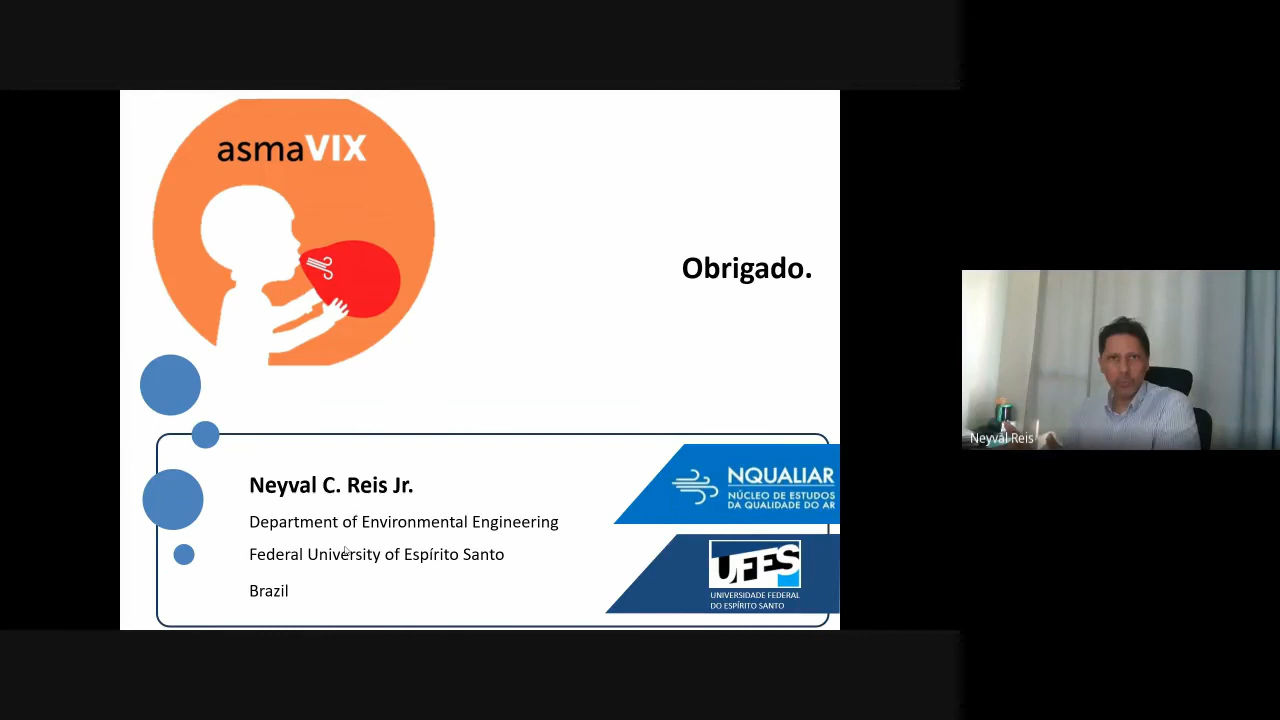 asmaVIX
Obrigado.
Neyval C. Reis Jr.
Department of Environmental Engineering
Federal University of Espírito Santo
Brazil
NQUALIAR
NÚCLEO DE ESTUDOS
DA QUALIDADE DO AR
UFES
UNIVERSIDADE FEDERAL
DO ESPÍRITO SANTO
Neyval Reis